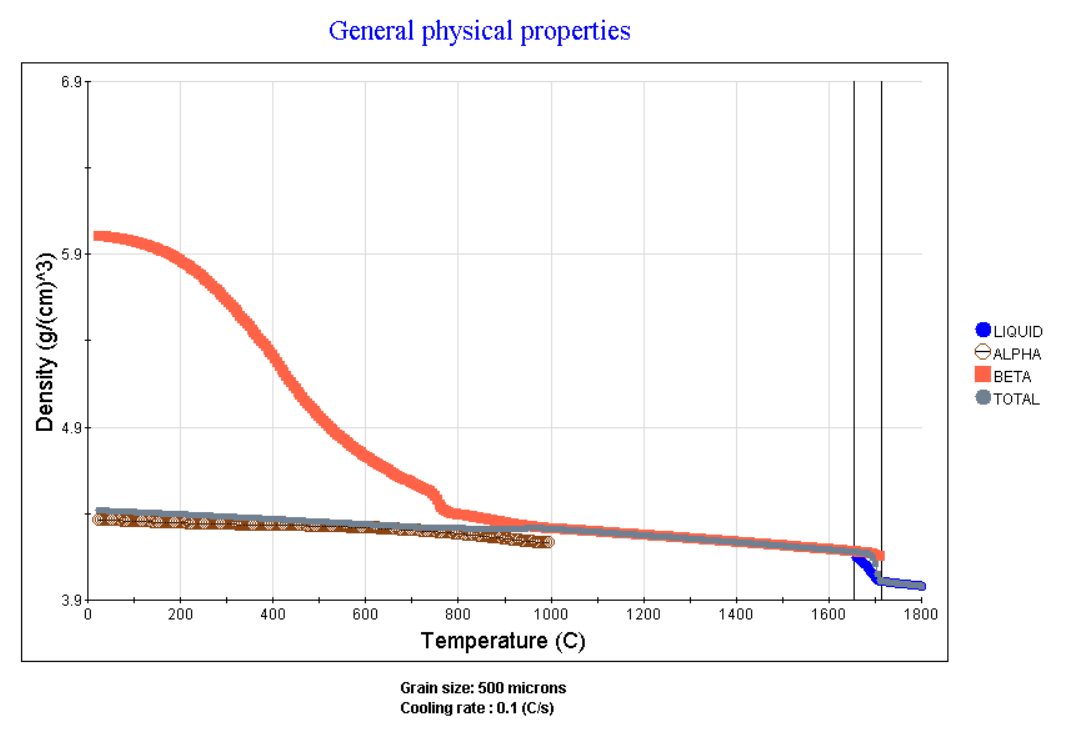 General physical properties
6.9
5.9
4.9
3.9
Density (g/(cm)^3)
0 200 400 600 800 1000 1200 1400 1600 1800
Temperature (C)
LIQUID
ALPHA
BETA
TOTAL
Grain size: 500 microns
Cooling rate : 0.1 (C/s)